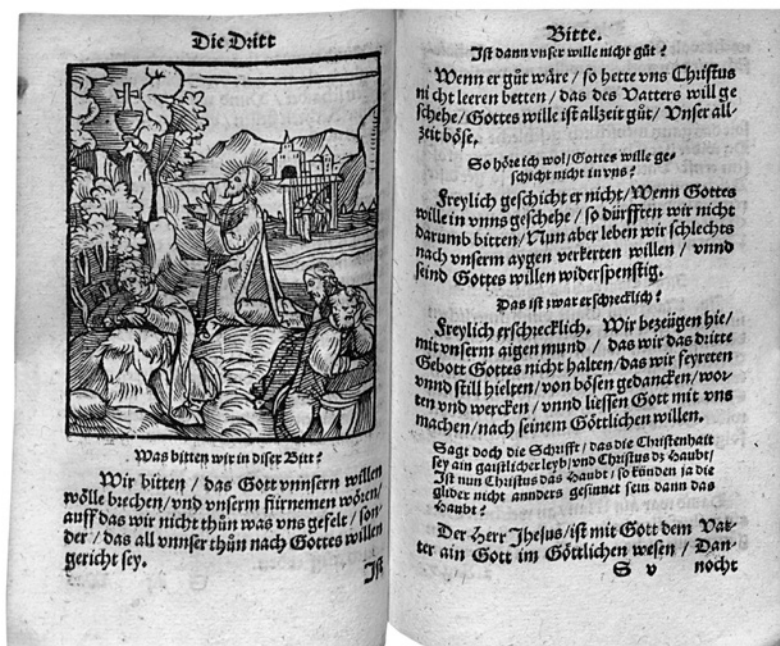 Die Dritt
Was bitten wir in diser Bitt?
Wir bitten / das Gott vnnsern willen
wölle brechen / vnd vnserm fürnemen wören /
auff das wir nicht thůn was vns gefelt / son-
der / das all vnnser thůn nach Gottes willen
gericht sey.
Ist
Bitte.
Ist dann vnser wille nicht gůt?
Wenn er gůt wäre / so hette vns Christus
nicht leeren betten / das des Vatters will ge
schehe / Gottes wille ist allzeit gůt / Vnser all-
zeit böse.
So höre ich wol / Gottes wille ge-
schicht nicht in vns?
Freylich geschicht er nicht / Wenn Gottes
wille in vnns geschehe / so dürfften wir nicht
darumb bitten / Nun aber leben wir schlechts
nach vnserm aygen verkerten willen / vnnd
seind Gottes willen widerspenstig.
Das ist zwar erschrecklich?
Freylich erschrecklich. Wir bezeügen hie /
mit vnserm aigen mund / das wir das dritte
Gebott Gottes nicht halten / das wir feyreten
vnnd still hielten / von bösen gedancken / wor-
ten vnd wercken / vnnd liessen Gott mit vns
machen / nach seinem Göttlichen willen.
Sagt doch die Schrifft / das die Christenhait
sey ain gaistlicher leyb / vnd Christus dz Haubt /
Ist nun Christus das Haubt / so künden ja die
glider nicht annders gesinnet sein dann das
Haubt?
Der Herr Jhesus / ist mit Gott dem Vat-
ter ain Gott im Göttlichen wesen / Dan-
S v nocht